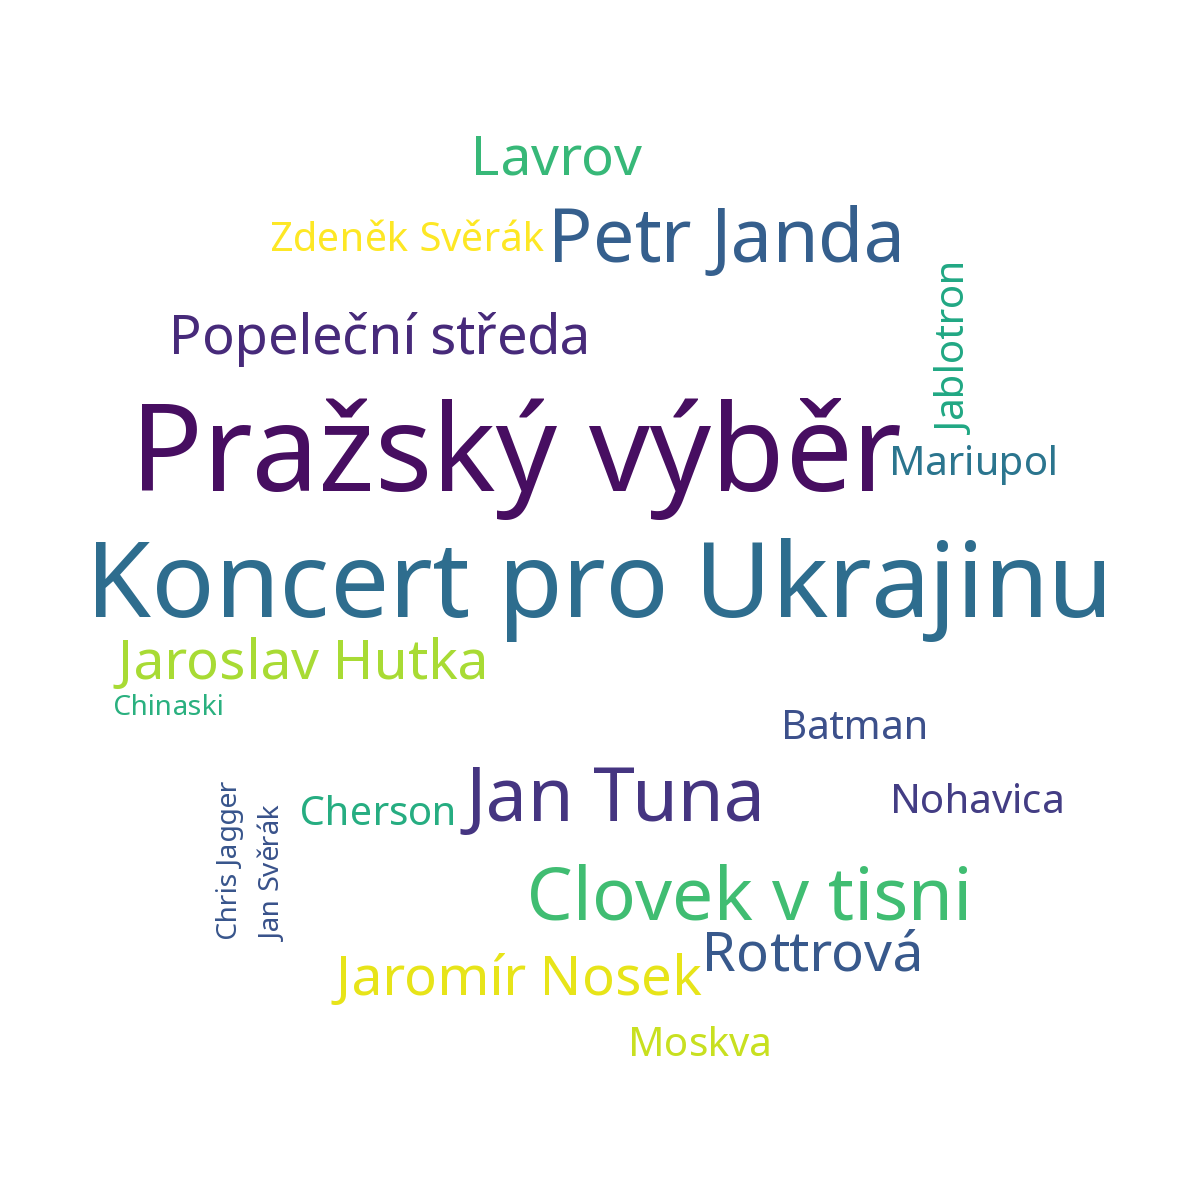 Lavrov
Zdeněk Svěrák
Petr Janda
Popeleční středa
Jablotron
Pražský výběr
Mariupol
Koncert pro Ukrajinu
Jaroslav Hutka
Chinaski
Batman
Jan Tuna
Nohavica
Cherson
Chris Jagger
Jan Svěrák
Clovek v tisni
Rottrová
Jaromír Nosek
Moskva